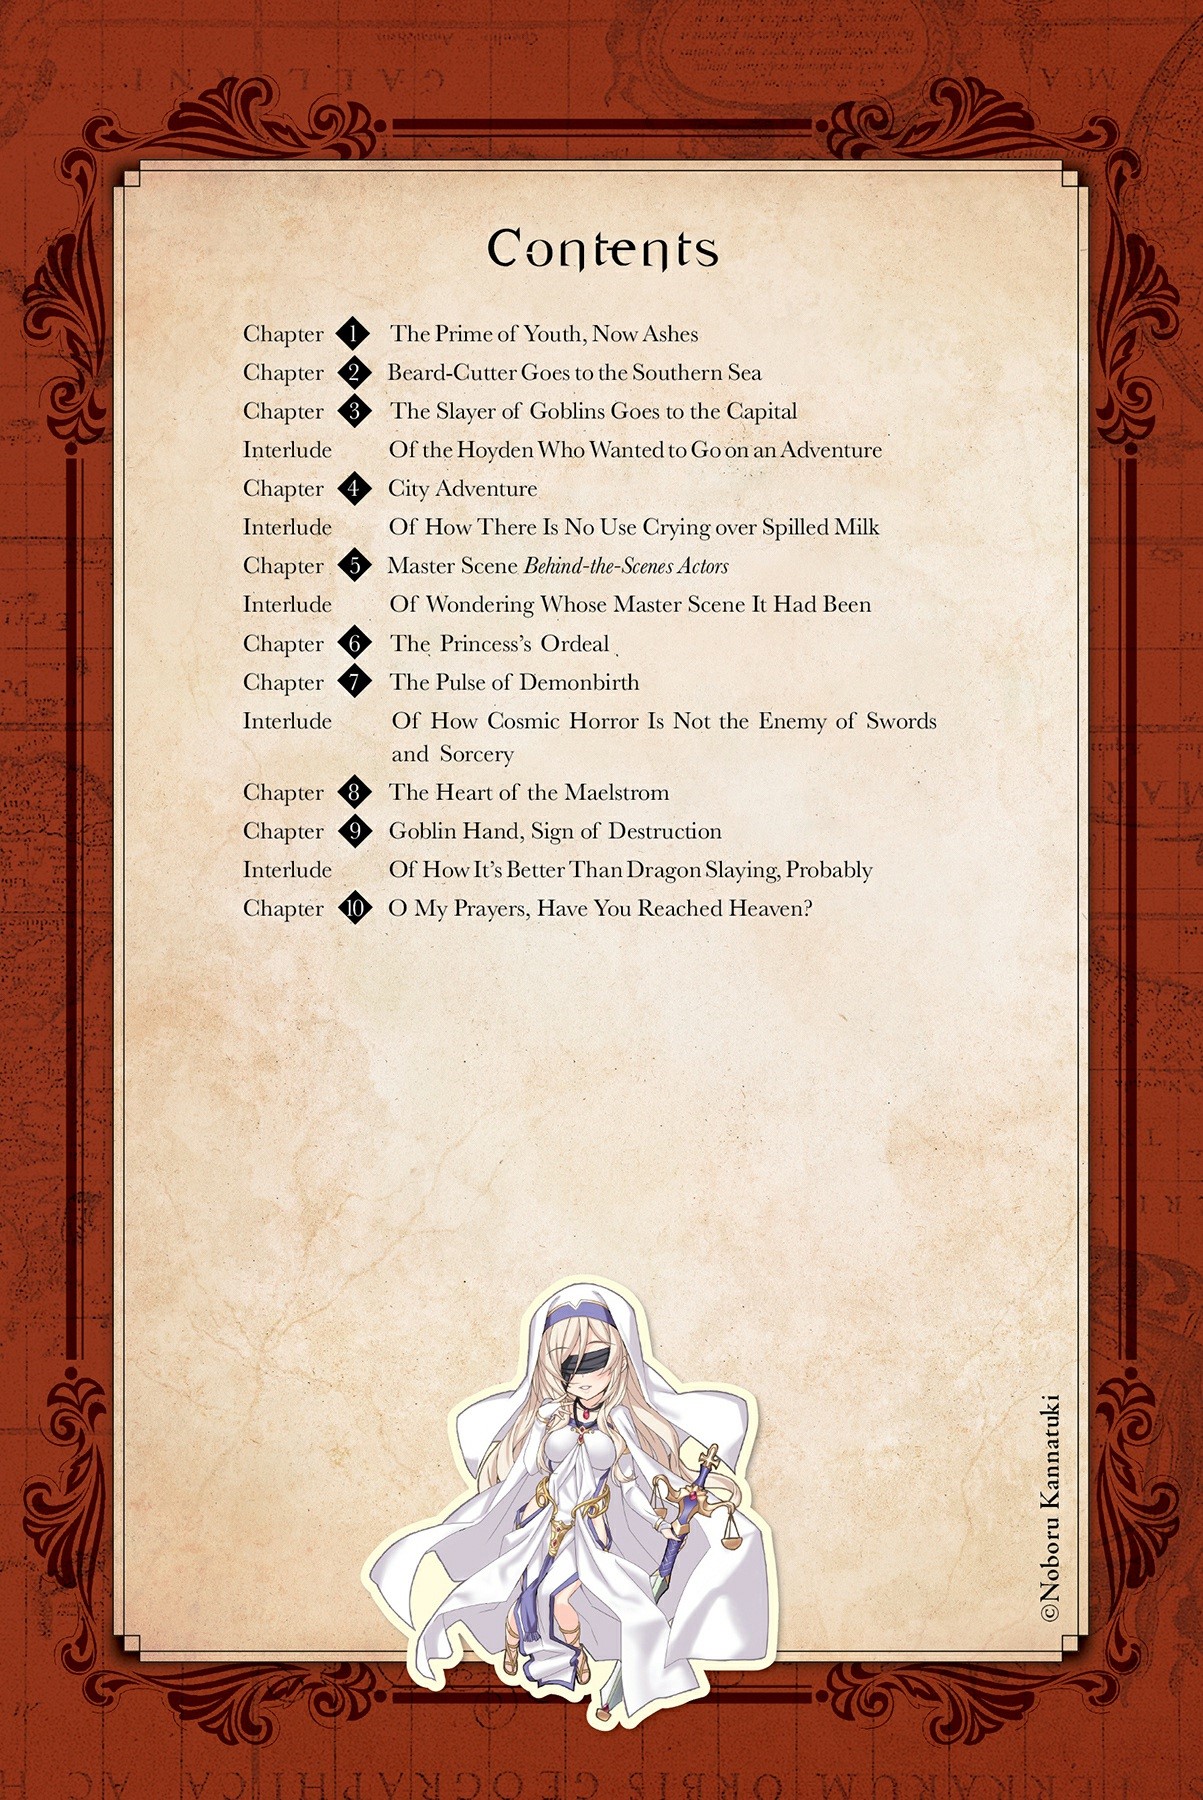 Contents
Chapter 1 The Prime of Youth, Now Ashes
Chapter 2 Beard-Cutter Goes to the Southern Sea
Chapter 3 The Slayer of Goblins Goes to the Capital
Interlude Of the Hoyden Who Wanted to Go on an Adventure
Chapter 4 City Adventure
Interlude Of How There Is No Use Crying over Spilled Milk
Chapter 5 Master Scene Behind-the-Scenes Actors
Interlude Of Wondering Whose Master Scene It Had Been
Chapter 6 The Princess's Ordeal
Chapter 7 The Pulse of Demonbirth
Interlude Of How Cosmic Horror Is Not the Enemy of Swords
and Sorcery
Chapter 8 The Heart of the Maelstrom
Chapter 9 Goblin Hand, Sign of Destruction
Interlude Of How It's Better Than Dragon Slaying, Probably
Chapter 10 O My Prayers, Have You Reached Heaven?
©Noboru Kannatuki